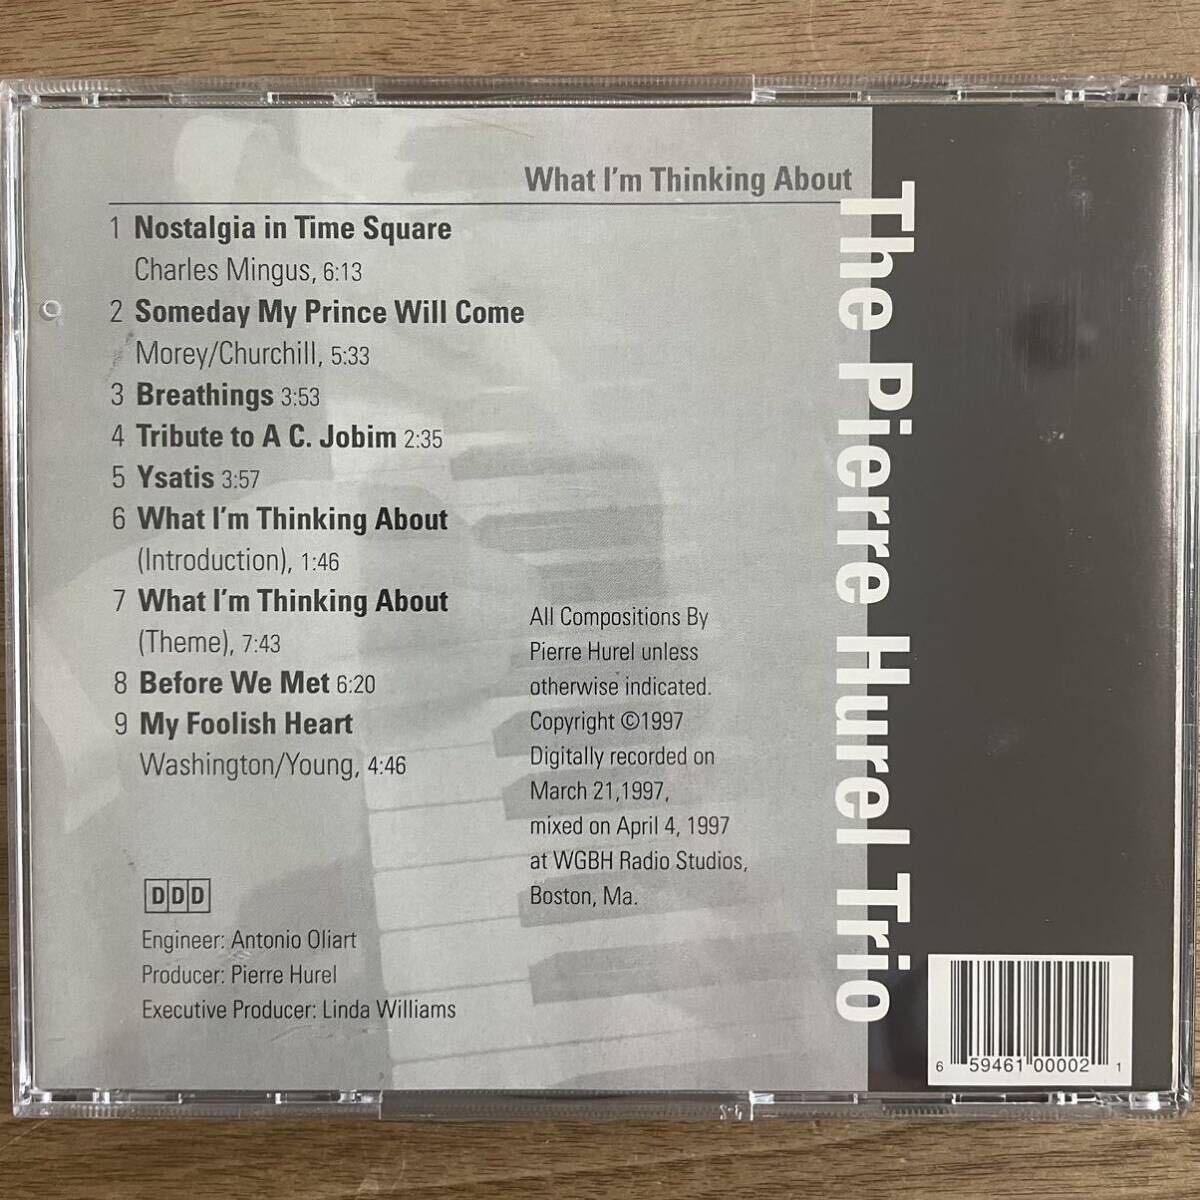 What I'm Thinking About
1 Nostalgia in Time Square
Charles Mingus, 6:13
2 Someday My Prince Will Come
Morey/Churchill, 5:33
3 Breathings 3:53
4 Tribute to A C. Jobim 2:35
5 Ysatis 3:57
6 What I'm Thinking About
(Introduction), 1:46
7 What I'm Thinking About
(Theme), 7:43
8 Before We Met 6:20
9 My Foolish Heart
Washington/Young, 4:46
All Compositions By
Pierre Hurel unless
otherwise indicated.
Copyright ©1997
Digitally recorded on
March 21,1997,
mixed on April 4, 1997
at WGBH Radio Studios,
Boston, Ma.
DDD
Engineer: Antonio Oliart
Producer: Pierre Hurel
Executive Producer: Linda Williams
The Pierre Hurel Trio
6 59461 00002 1